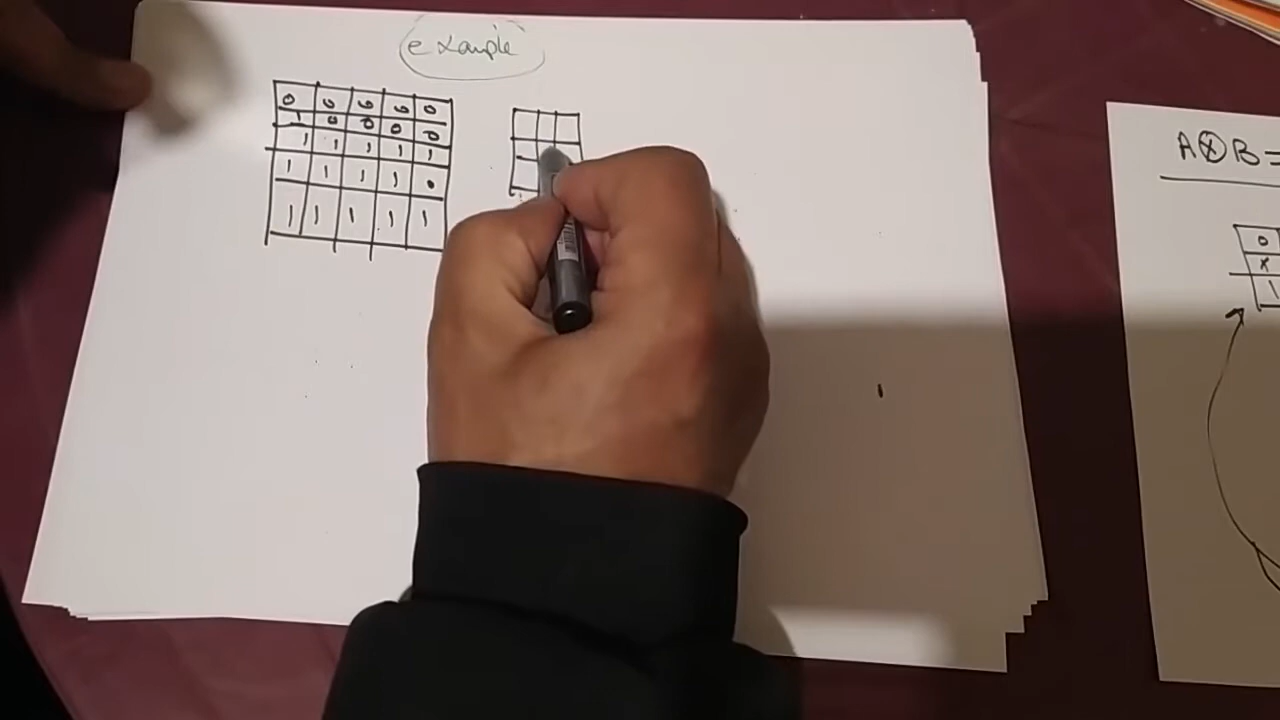 example
0 0 0 0 0
1 0 0 0 0
1 1 1 1 1
1 1 1 1 0
1 1 1 1 1
A⊗B=
0
x
1